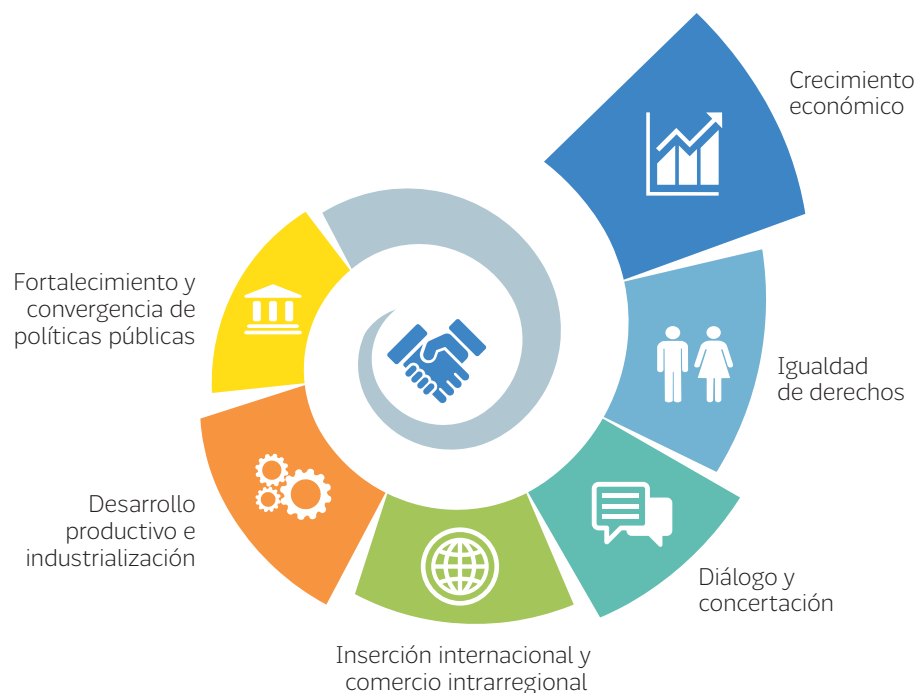 Crecimiento
económico
Igualdad
de derechos
Diálogo y
concertación
Inserción internacional y
comercio intrarregional
Desarrollo
productivo e
industrialización
Fortalecimiento y
convergencia de
políticas públicas